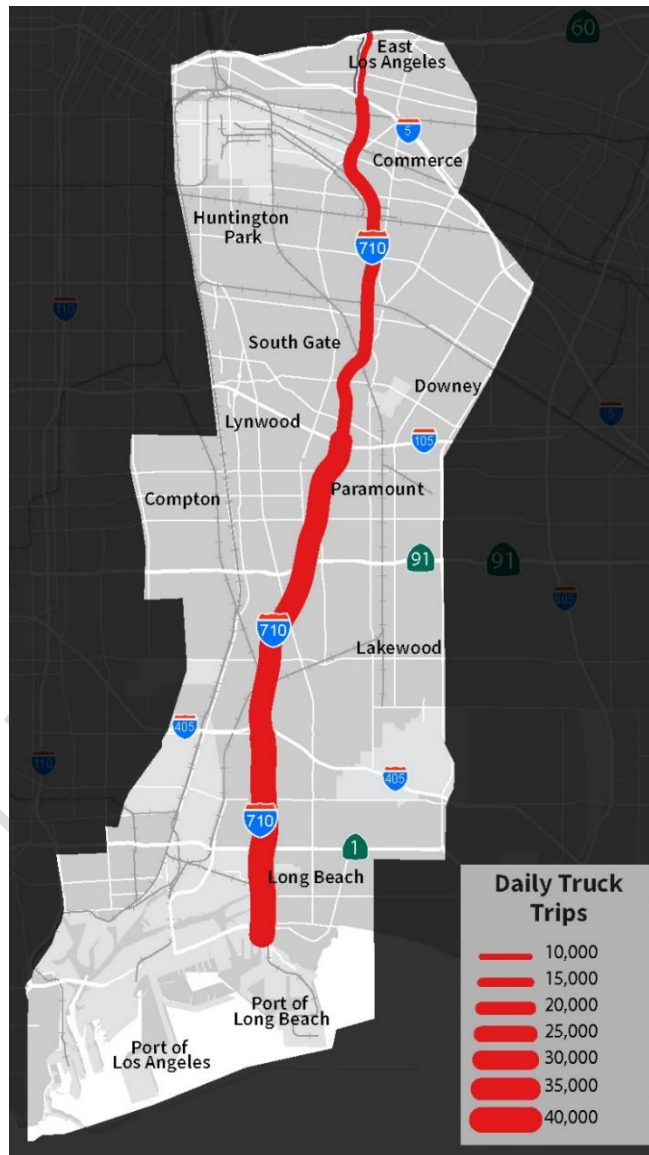 East
Los Angeles
60
5
Commerce
Huntington
Park
710
110
South Gate
Downey
5
Lynwood
105
Compton
Paramount
91
91
605
710
Lakewood
405
110
405
710
1
Long Beach
Port of
Long Beach
Port of
Los Angeles
Daily Truck
Trips
10,000
15,000
20,000
25,000
30,000
35,000
40,000